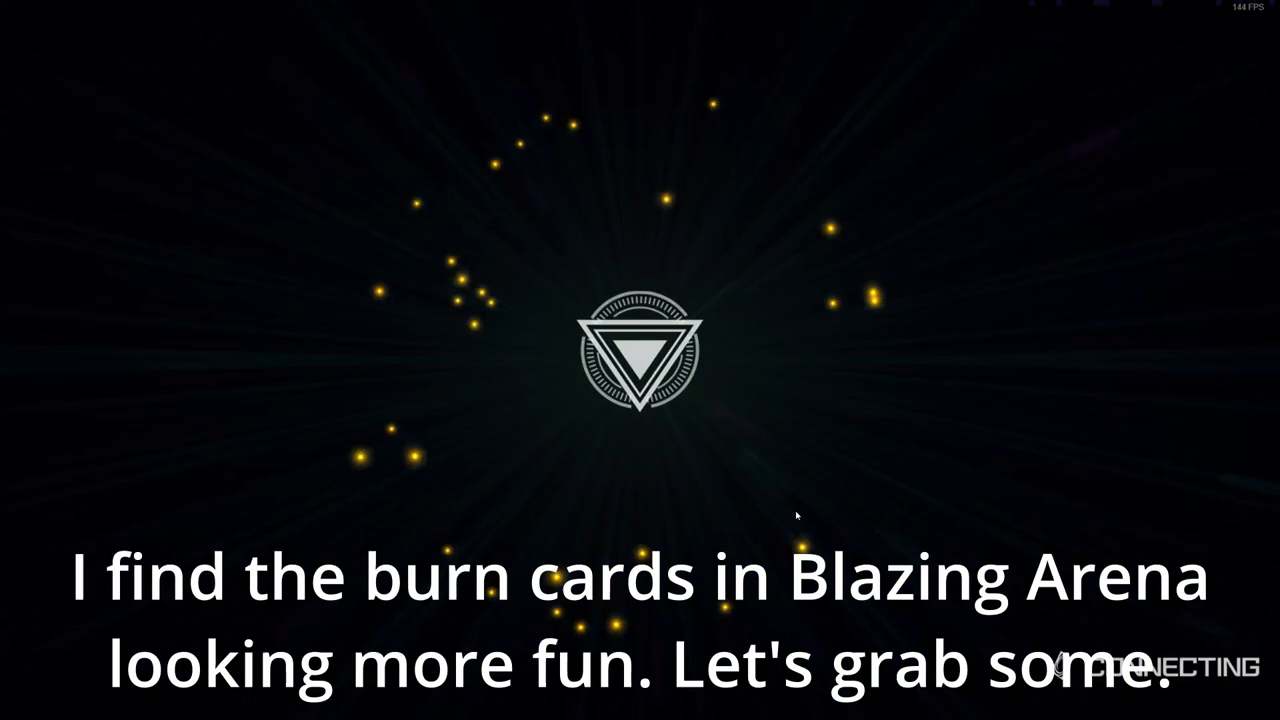 144 FPS
I find the burn cards in Blazing Arena
looking more fun. Let's grab some.
CONNECTING